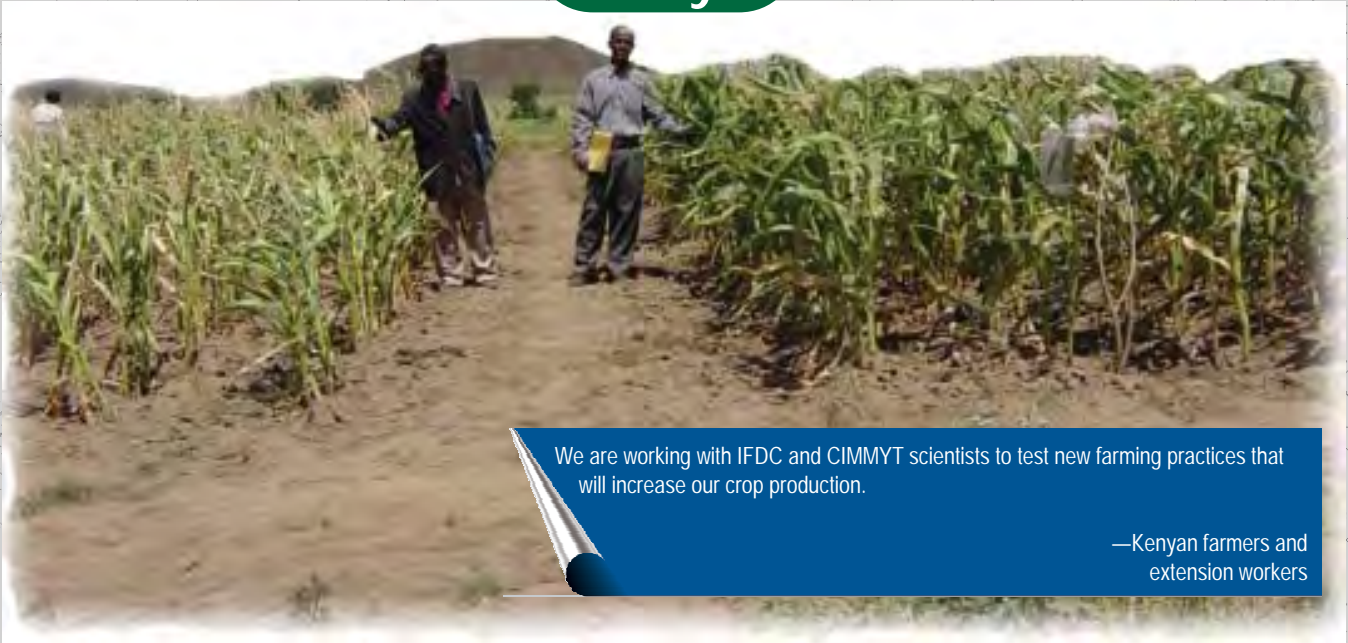 We are working with IFDC and CIMMYT scientists to test new farming practices that
will increase our crop production.
—Kenyan farmers and
extension workers